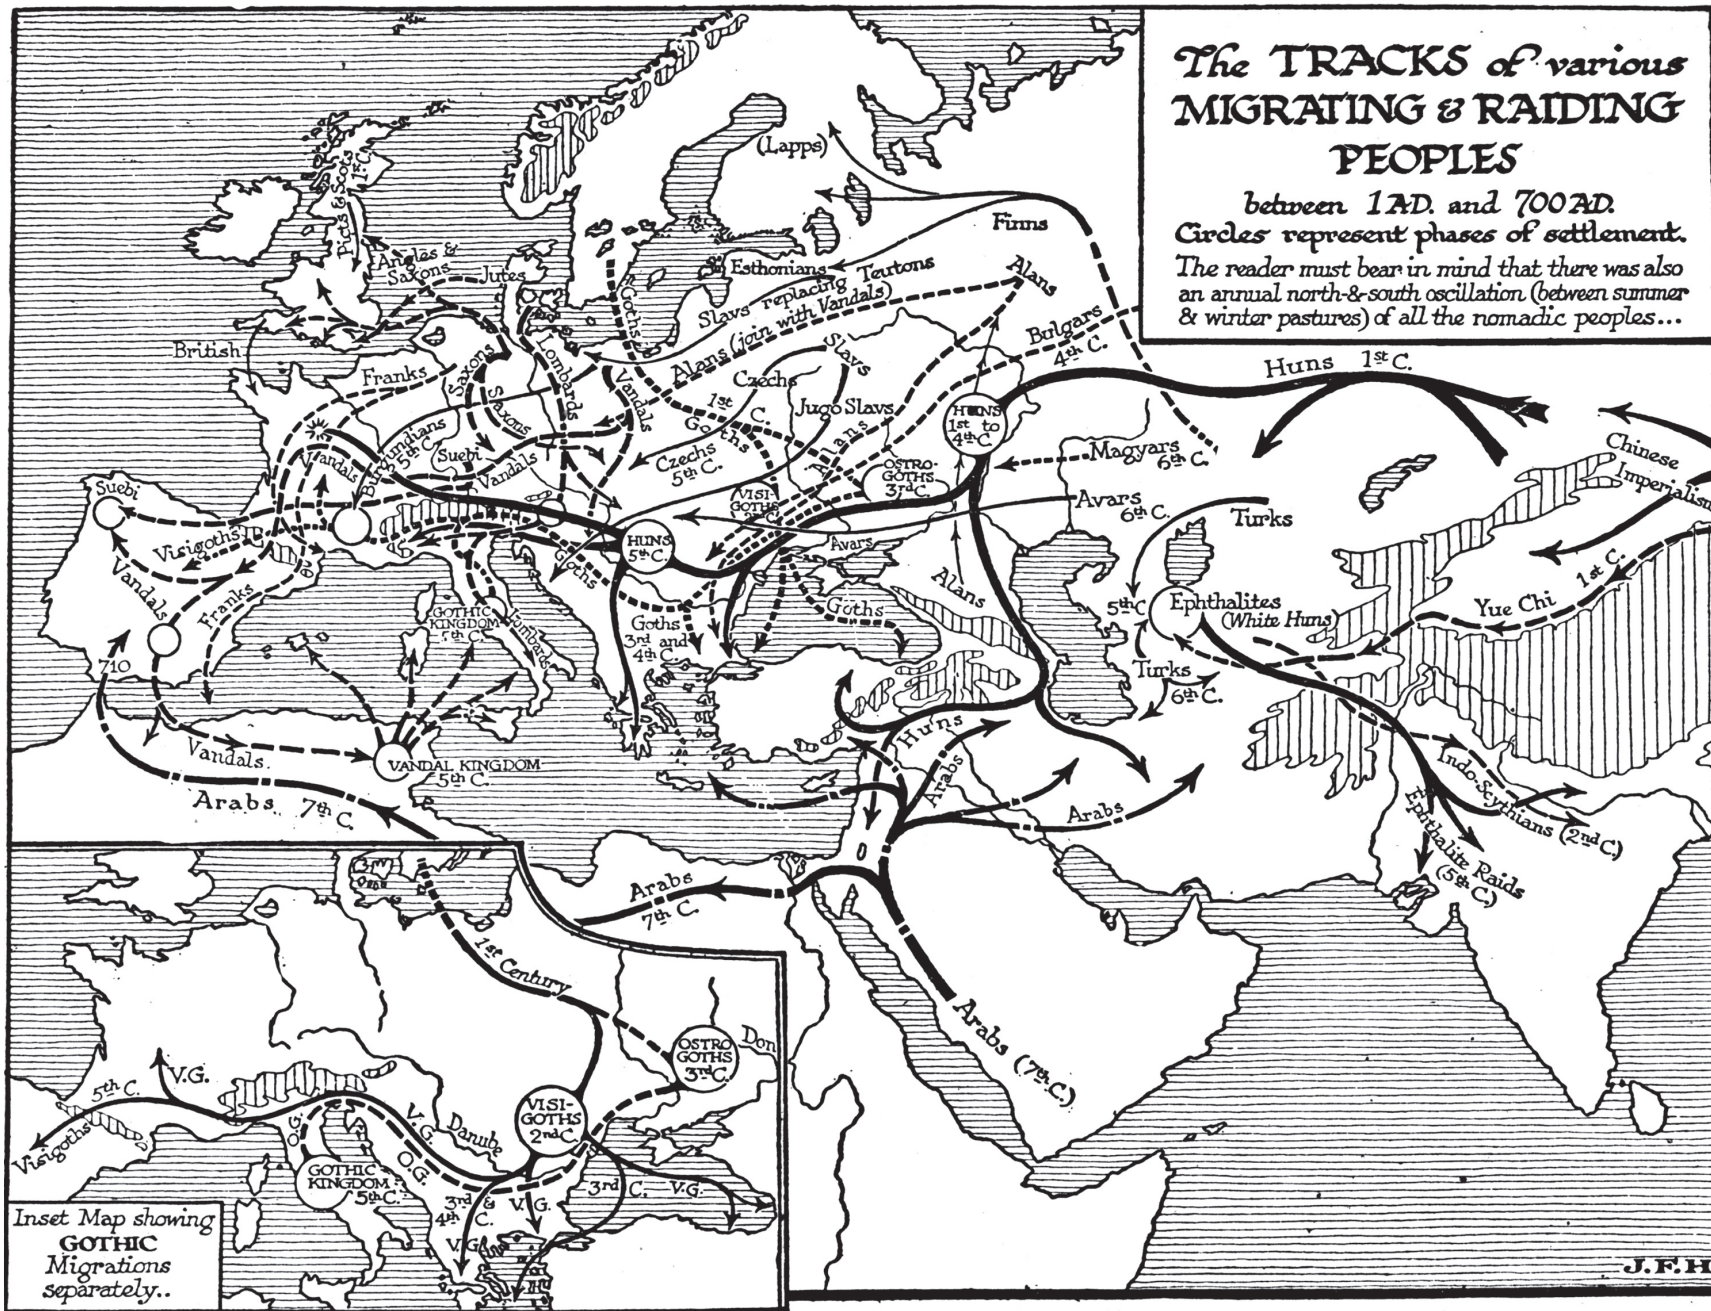 The TRACKS of various
MIGRATING & RAIDING
PEOPLES
between 1 AD. and 700 AD.
Circles represent phases of settlement.
The reader must bear in mind that there was also
an annual north-&-south oscillation (between summer
& winter pastures) of all the nomadic peoples...
(Lapps)
Finns
Picts & Scots
1st C.
Angles &
Saxons
Jutes
Esthonians
Teutons
Slavs replacing
Alans
Alans (join with Vandals)
Goths
Bulgars
4th C.
British
Franks
Saxons
Saxons
Lombards
Vandals
Slavs
Czechs
1st C.
Goths
Jugo Slavs
Alans
HUNS
1st to
4th C.
Huns 1st C.
Chinese
Imperialism
Burgundians
5th C.
Suebi
Vandals
Vandals
Czechs
5th C.
OSTRO-
GOTHS
3rd C.
Magyars
6th C.
VISI-
GOTHS
2nd C.
Avars
6th C.
Turks
Suebi
Visigoths
Vandals
Franks
HUNS
5th C.
Goths
Avars
Alans
1st C.
Yue Chi
5th C
Ephthalites
(White Huns)
GOTHIC
KINGDOM
5th C.
Lombards
Goths
3rd and
4th C.
Goths
Turks
6th C.
710
Vandals.
VANDAL KINGDOM
5th C.
Arabs. 7th C.
Huns
Arabs
Arabs
Indo-Scythians (2nd C.)
Ephthalite Raids
(5th C.)
Arabs
7th C.
Arabs (7th C.)
1st Century
OSTRO
GOTHS
3rd C.
Don
V.G.
5th C.
Visigoths
O.G.
V. G.
O.G.
Danube
VISI-
GOTHS
2nd C.
GOTHIC
KINGDOM
5th C.
3rd &
4th C.
V. G.
V.G.
3rd C. V.G.
Inset Map showing
GOTHIC
Migrations
separately..
J.F.H